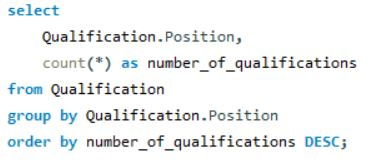 select
Qualification.Position,
count(*) as number_of_qualifications
from Qualification
group by Qualification.Position
order by number_of_qualifications DESC;